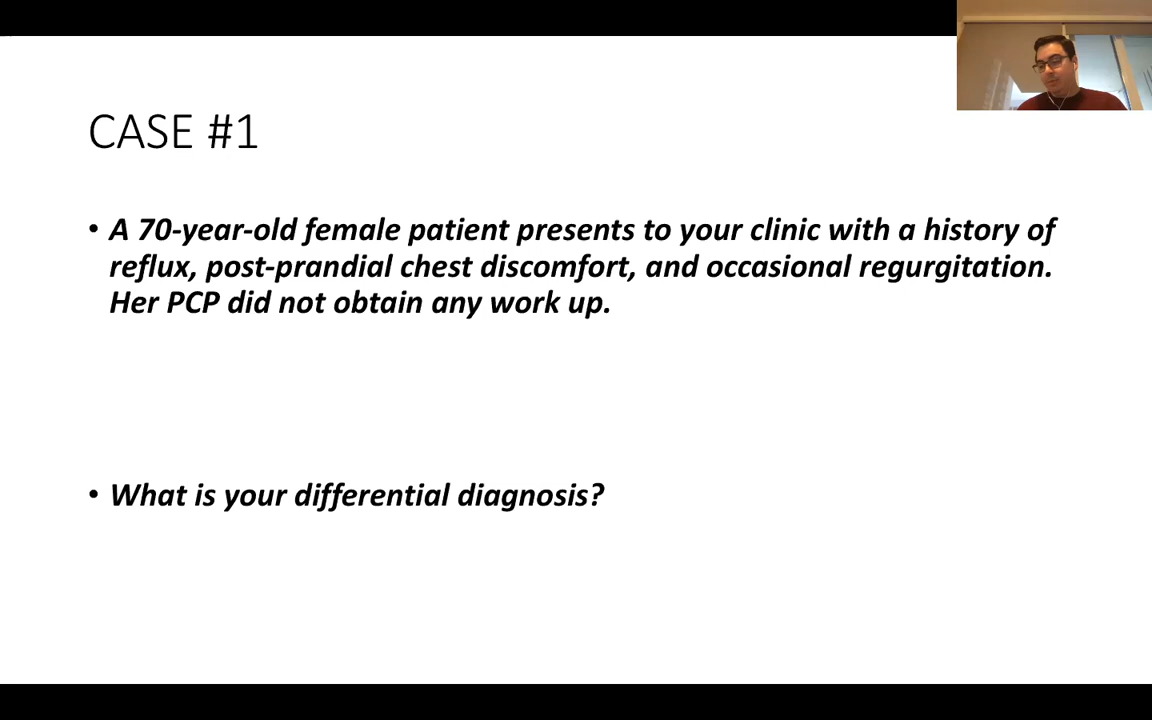 CASE #1
• A 70-year-old female patient presents to your clinic with a history of
reflux, post-prandial chest discomfort, and occasional regurgitation.
Her PCP did not obtain any work up.
• What is your differential diagnosis?